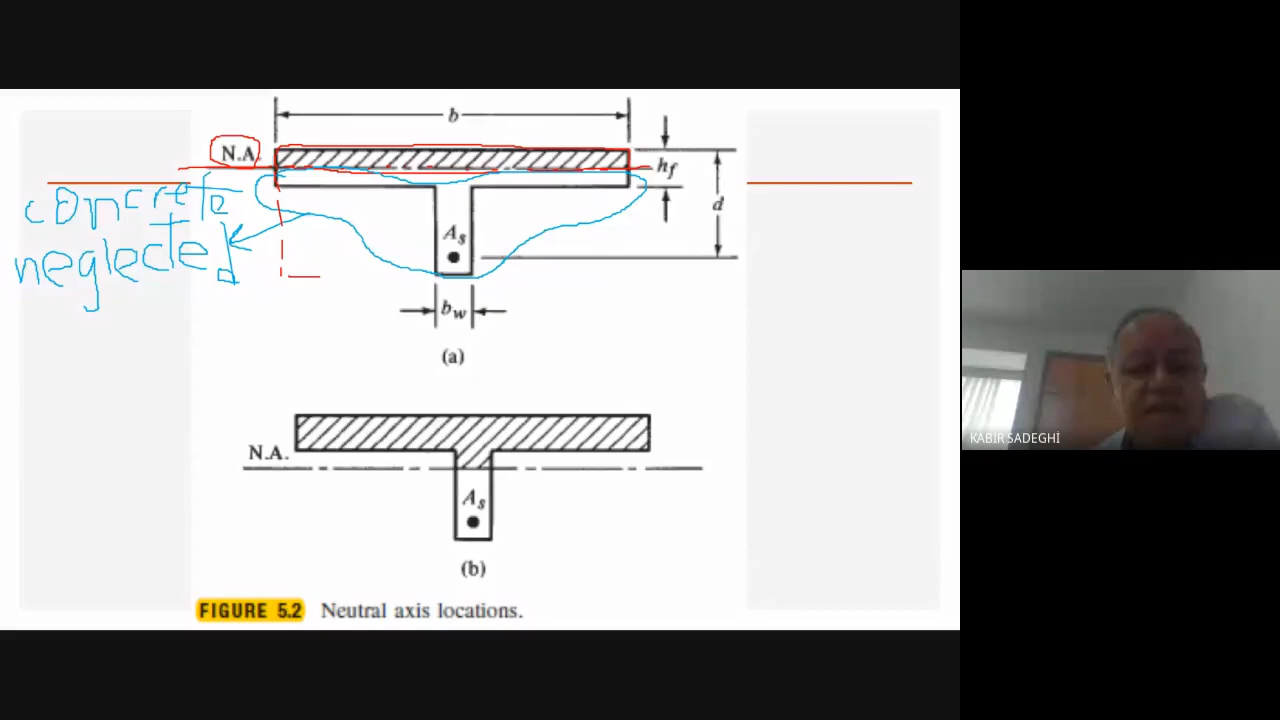 b
N.A.
hf
d
concrete
neglected
As
bw
(a)
N.A.
As
(b)
FIGURE 5.2 Neutral axis locations.
KABIR SADEGHİ